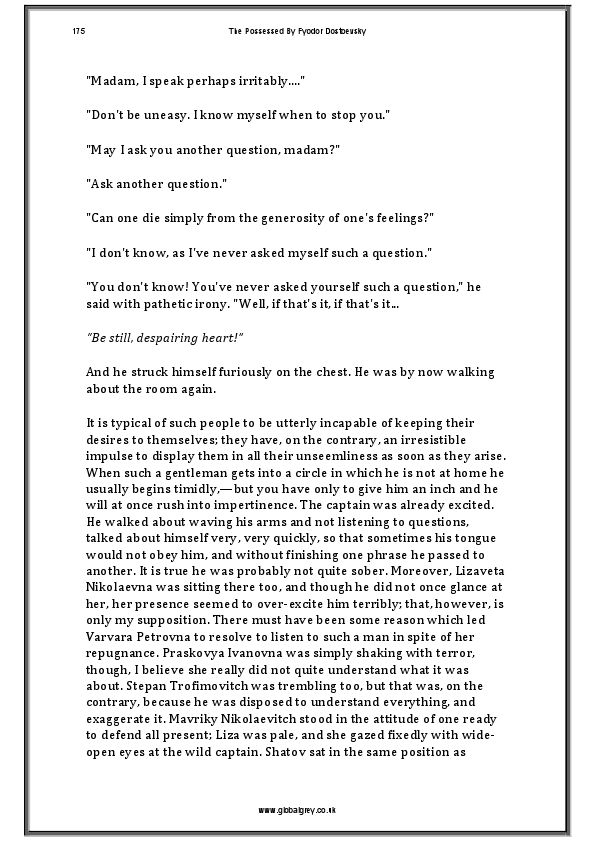 175
The Possessed By Fyodor Dostoevsky
"Madam, I speak perhaps irritably...."
"Don't be uneasy. I know myself when to stop you."
"May I ask you another question, madam?"
"Ask another question."
"Can one die simply from the generosity of one's feelings?"
"I don't know, as I've never asked myself such a question."
"You don't know! You've never asked yourself such a question," he
said with pathetic irony. "Well, if that's it, if that's it...
"Be still, despairing heart!"
And he struck himself furiously on the chest. He was by now walking
about the room again.
It is typical of such people to be utterly incapable of keeping their
desires to themselves; they have, on the contrary, an irresistible
impulse to display them in all their unseemliness as soon as they arise.
When such a gentleman gets into a circle in which he is not at home he
usually begins timidly,—but you have only to give him an inch and he
will at once rush into impertinence. The captain was already excited.
He walked about waving his arms and not listening to questions,
talked about himself very, very quickly, so that sometimes his tongue
would not obey him, and without finishing one phrase he passed to
another. It is true he was probably not quite sober. Moreover, Lizaveta
Nikolaevna was sitting there too, and though he did not once glance at
her, her presence seemed to over-excite him terribly; that, however, is
only my supposition. There must have been some reason which led
Varvara Petrovna to resolve to listen to such a man in spite of her
repugnance. Praskovya Ivanovna was simply shaking with terror,
though, I believe she really did not quite understand what it was
about. Stepan Trofimovitch was trembling too, but that was, on the
contrary, because he was disposed to understand everything, and
exaggerate it. Mavriky Nikolaevitch stood in the attitude of one ready
to defend all present; Liza was pale, and she gazed fixedly with wide-
open eyes at the wild captain. Shatov sat in the same position as
www.globalgrey.co.uk